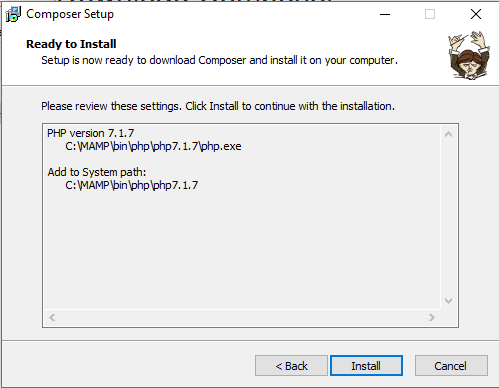 Composer Setup
Ready to Install
Setup is now ready to download Composer and install it on your computer.
Please review these settings. Click Install to continue with the installation.
PHP version 7.1.7
C:\MAMP\bin\php\php7.1.7\php.exe
Add to System path:
C:\MAMP\bin\php\php7.1.7
< Back
Install
Cancel